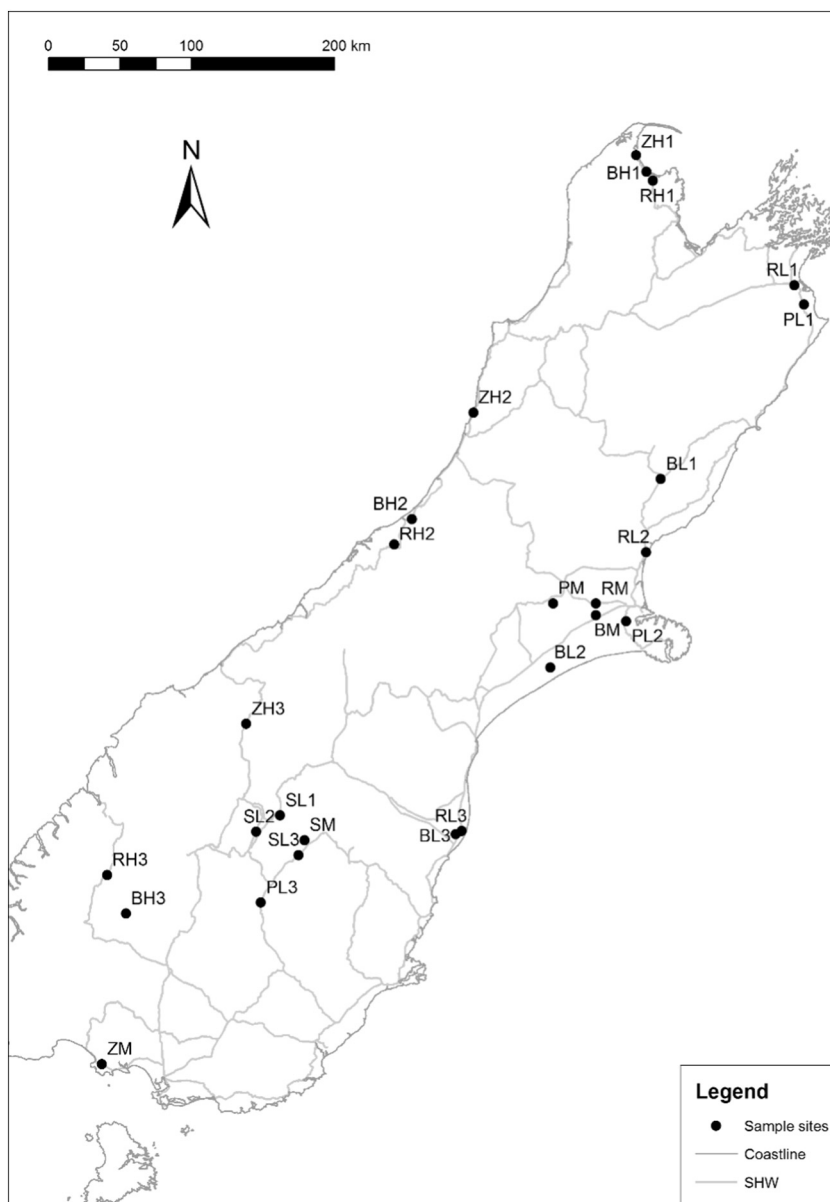 0 50 100 200 km
N
ZH1
BH1
RH1
RL1
PL1
ZH2
BL1
BH2
RH2
RL2
PM RM
BM PL2
BL2
ZH3
SL1
SL2
SM
SL3
RL3
BL3
RH3
PL3
BH3
ZM
Legend
Sample sites
Coastline
SHW